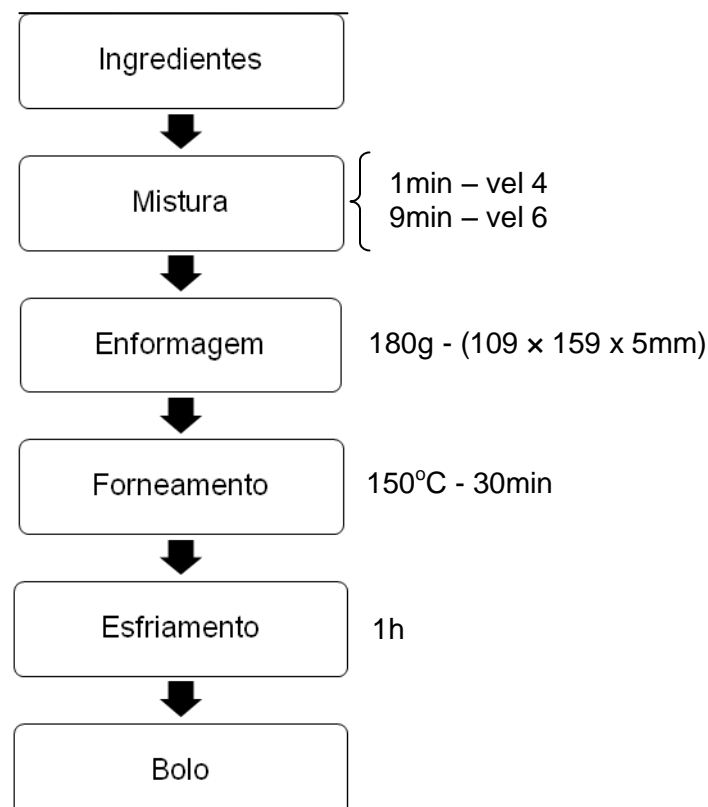 Ingredientes
Mistura
1min – vel 4
9min – vel 6
Enformagem
180g - (109 × 159 x 5mm)
Forneamento
150°C - 30min
Esfriamento
1h
Bolo